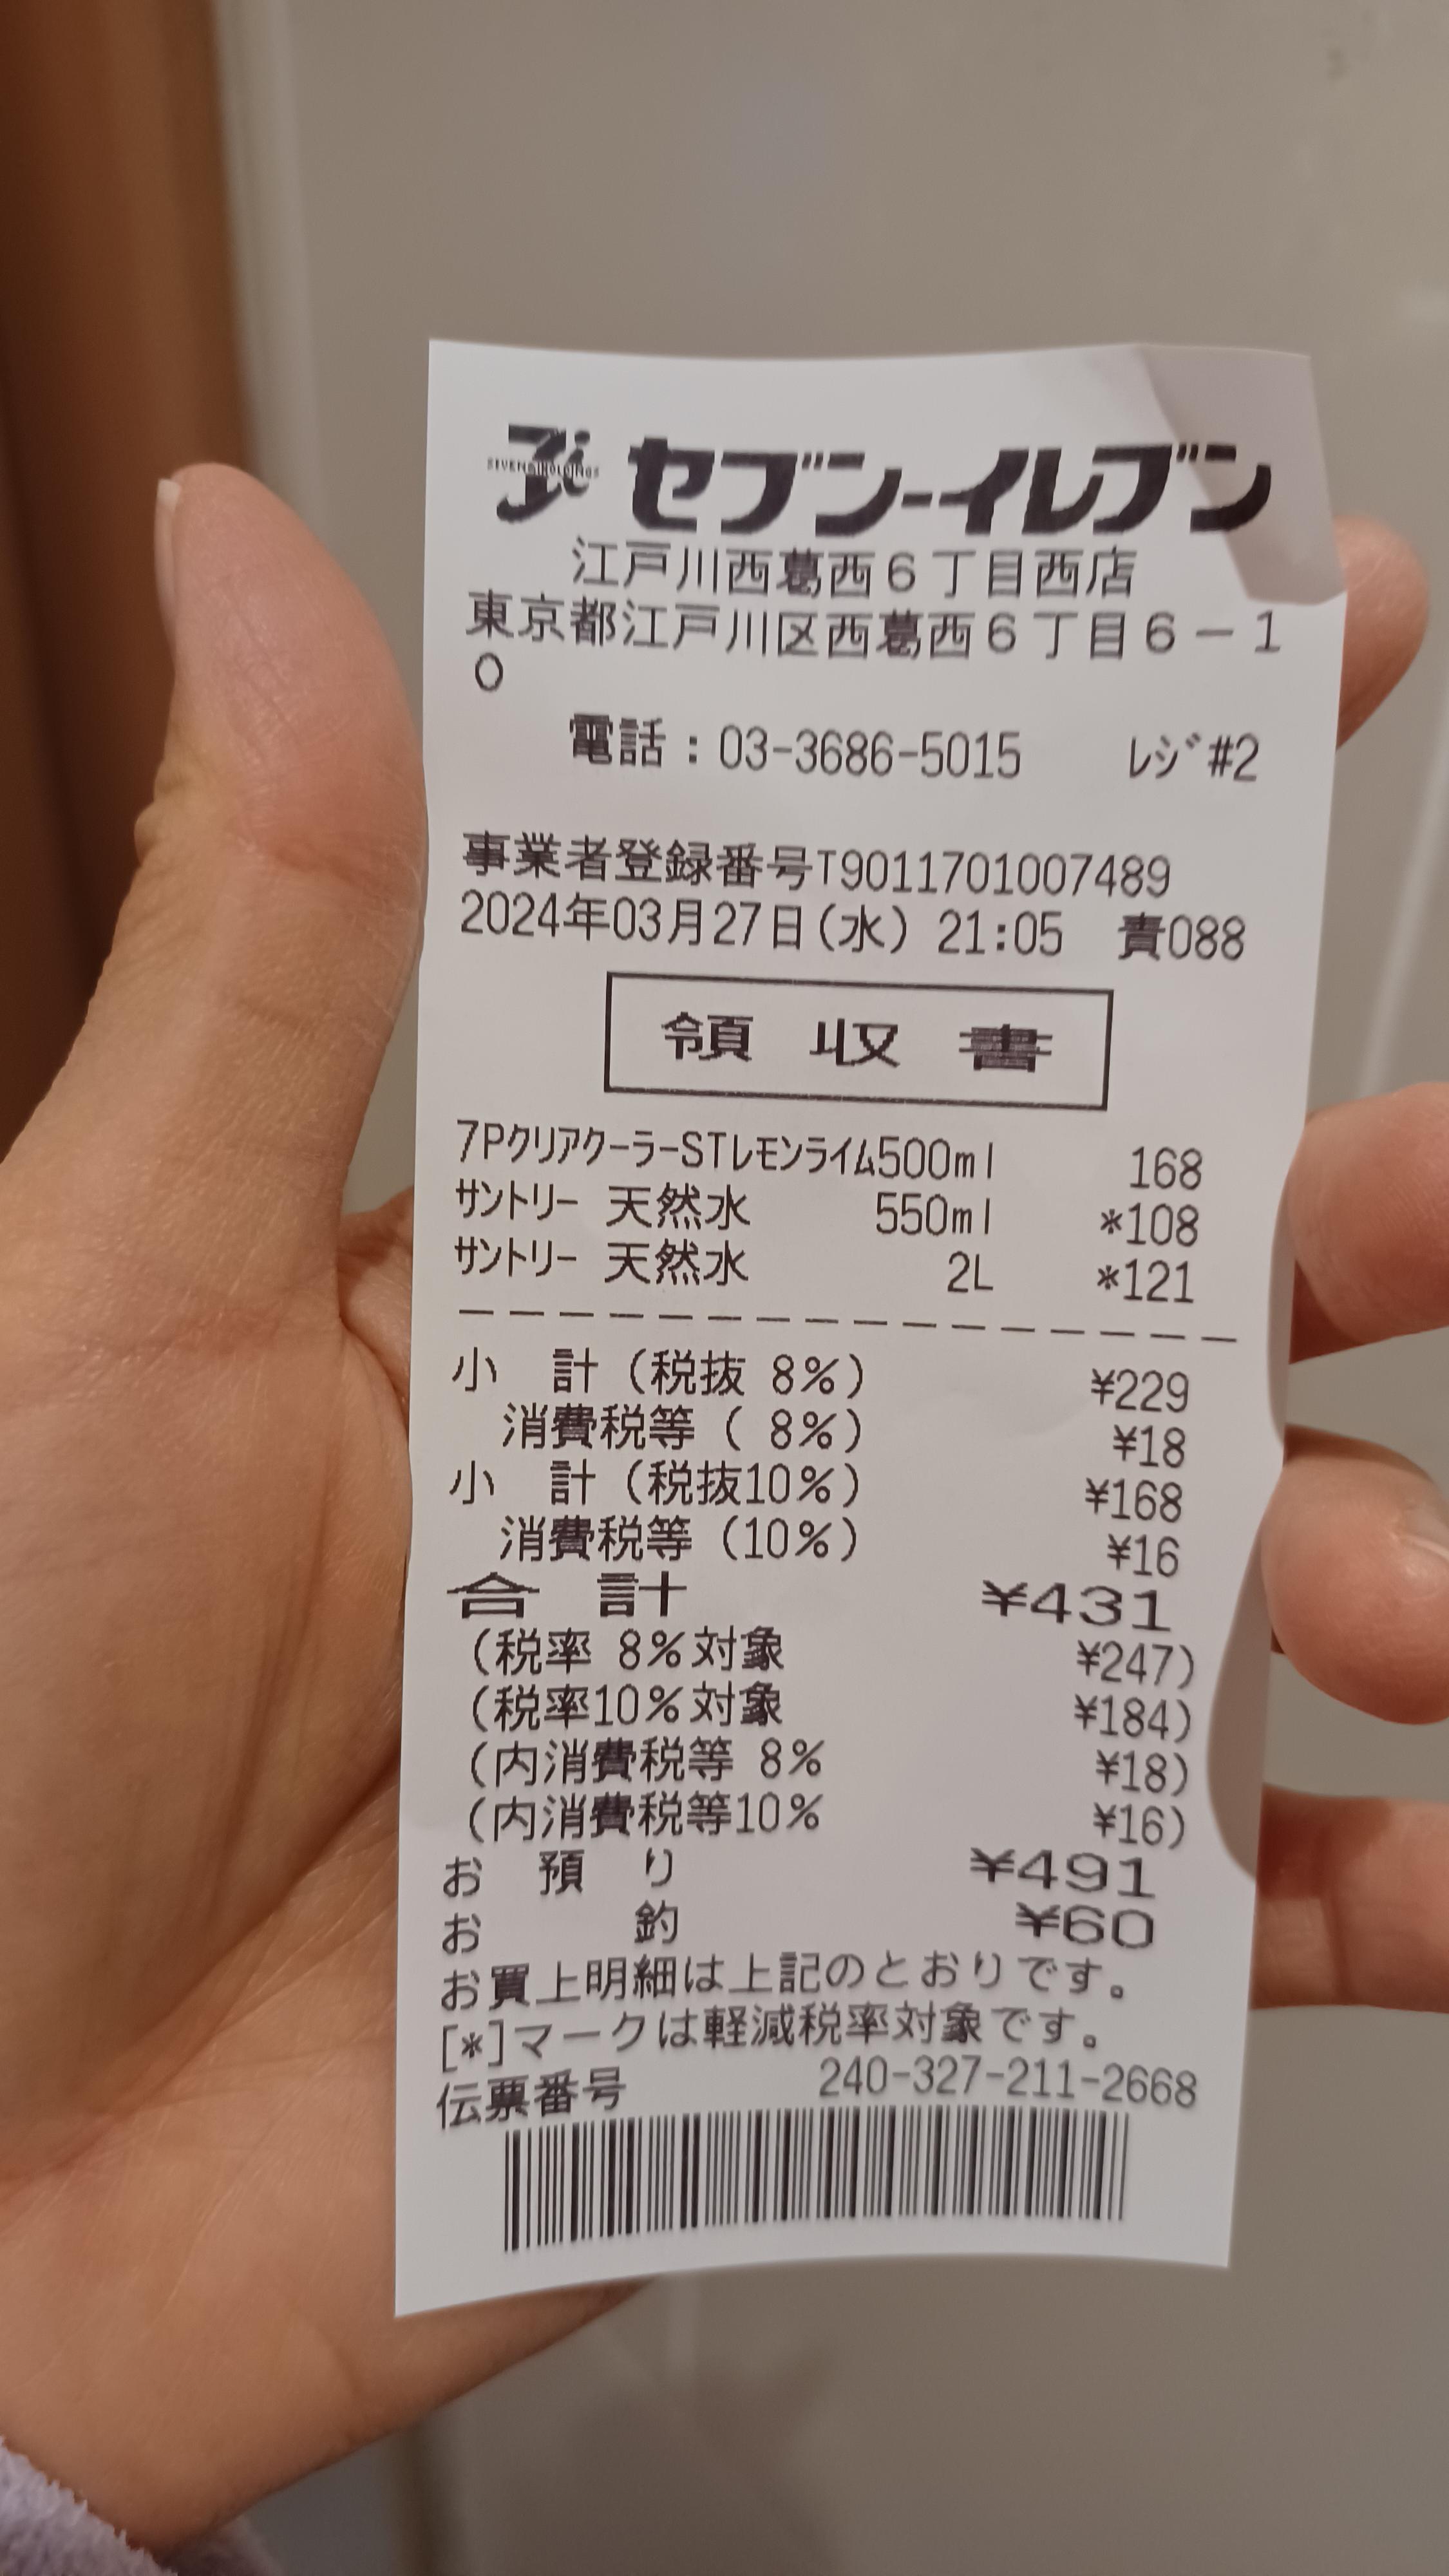 SEVEN&i HOLDINGS
セブン-イレブン
江戸川西葛西6丁目西店
東京都江戸川区西葛西6丁目6-1
0
電話:03-3686-5015 レジ#2
事業者登録番号T9011701007489
2024年03月27日(水) 21:05 責088
領収書
7PクリアクーラーSTレモンライム500ml 168
サントリー 天然水 550ml *108
サントリー 天然水 2L *121
小計(税抜 8%) ¥229
消費税等( 8%) ¥18
小計(税抜10%) ¥168
消費税等(10%) ¥16
合計 ¥431
(税率 8%対象 ¥247)
(税率10%対象 ¥184)
(内消費税等 8% ¥18)
(内消費税等10% ¥16)
お預り ¥491
お釣 ¥60
お買上明細は上記のとおりです。
[*]マークは軽減税率対象です。
伝票番号 240-327-211-2668